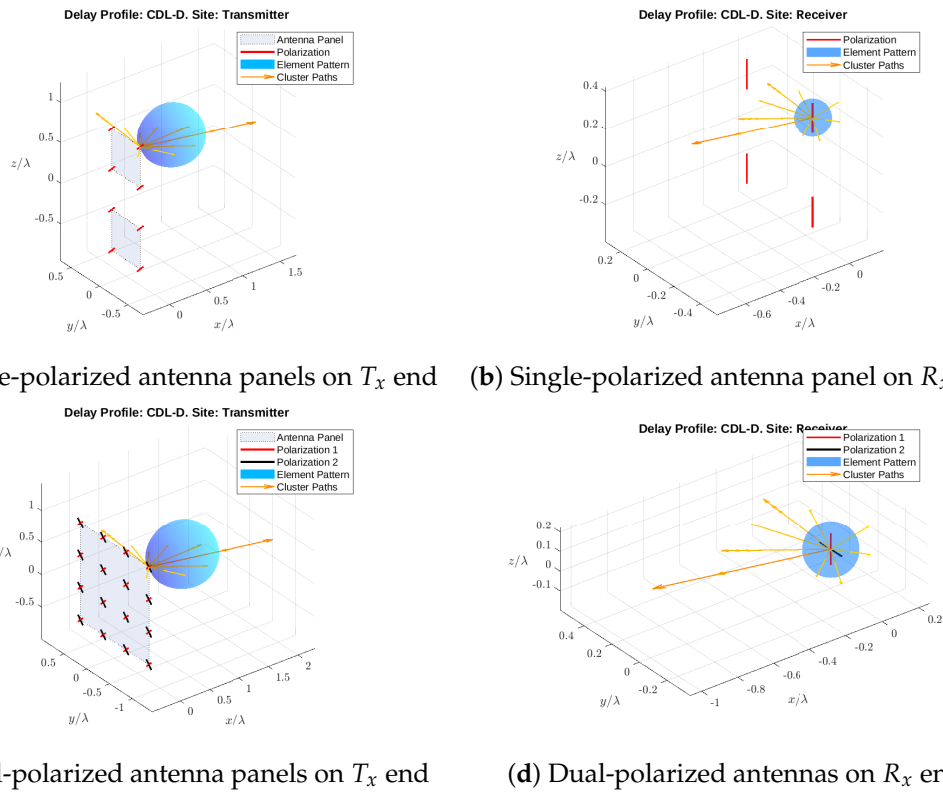 Delay Profile: CDL-D. Site: Transmitter
Antenna Panel
Polarization
Element Pattern
Cluster Paths
1
0.5
0
-0.5
z/λ
0.5
0
-0.5
y/λ
0
0.5
1
1.5
x/λ
Delay Profile: CDL-D. Site: Receiver
Polarization
Element Pattern
Cluster Paths
0.4
0.2
0
-0.2
z/λ
0.2
0
-0.2
-0.4
y/λ
-0.6
-0.4
-0.2
0
x/λ
e-polarized antenna panels on Tx end
(b) Single-polarized antenna panel on Rx
Delay Profile: CDL-D. Site: Transmitter
Antenna Panel
Polarization 1
Polarization 2
Element Pattern
Cluster Paths
1
0.5
0
-0.5
/λ
0.5
0
-0.5
-1
y/λ
0
0.5
1
1.5
2
x/λ
Delay Profile: CDL-D. Site: Receiver
Polarization 1
Polarization 2
Element Pattern
Cluster Paths
0.2
0.1
0
-0.1
z/λ
0.4
0.2
0
-0.2
y/λ
-1
-0.8
-0.6
-0.4
-0.2
0
0.2
x/λ
l-polarized antenna panels on Tx end
(d) Dual-polarized antennas on Rx en